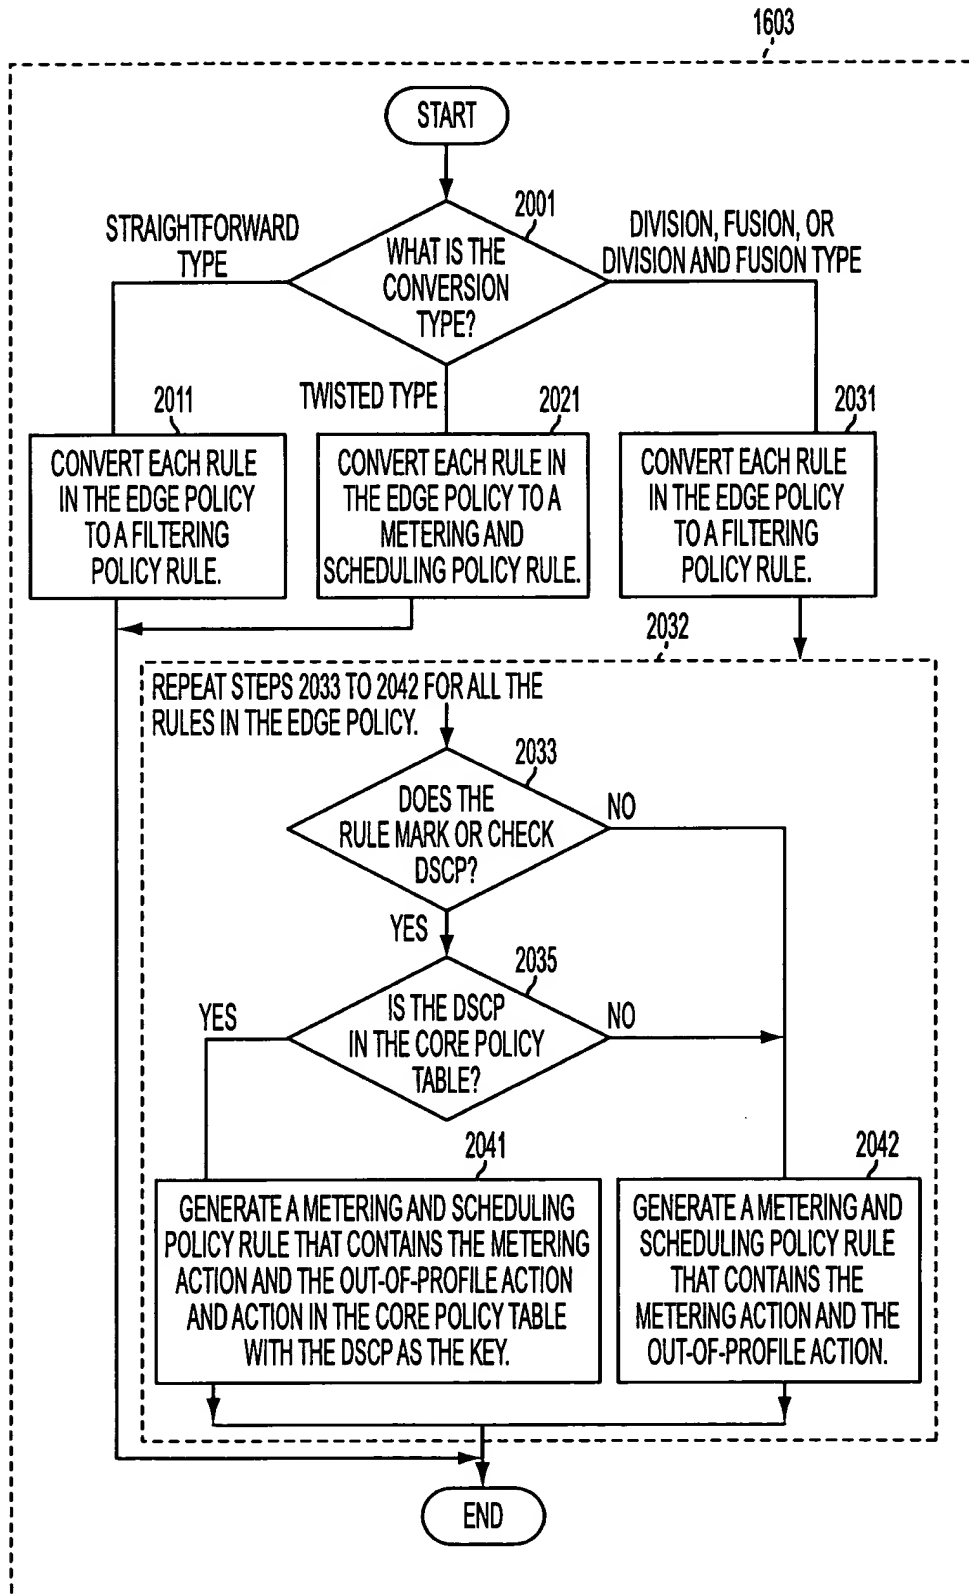 1603
START
2001
STRAIGHTFORWARD
TYPE
WHAT IS THE
CONVERSION
TYPE?
DIVISION, FUSION, OR
DIVISION AND FUSION TYPE
TWISTED TYPE
2011
CONVERT EACH RULE
IN THE EDGE POLICY
TO A FILTERING
POLICY RULE.
2021
CONVERT EACH RULE IN
THE EDGE POLICY TO A
METERING AND
SCHEDULING POLICY RULE.
2031
CONVERT EACH RULE
IN THE EDGE POLICY
TO A FILTERING
POLICY RULE.
2032
REPEAT STEPS 2033 TO 2042 FOR ALL THE
RULES IN THE EDGE POLICY.
2033
DOES THE
RULE MARK OR CHECK
DSCP?
NO
YES
2035
IS THE DSCP
IN THE CORE POLICY
TABLE?
YES
NO
2041
GENERATE A METERING AND SCHEDULING
POLICY RULE THAT CONTAINS THE METERING
ACTION AND THE OUT-OF-PROFILE ACTION
AND ACTION IN THE CORE POLICY TABLE
WITH THE DSCP AS THE KEY.
2042
GENERATE A METERING AND
SCHEDULING POLICY RULE
THAT CONTAINS THE
METERING ACTION AND THE
OUT-OF-PROFILE ACTION.
END